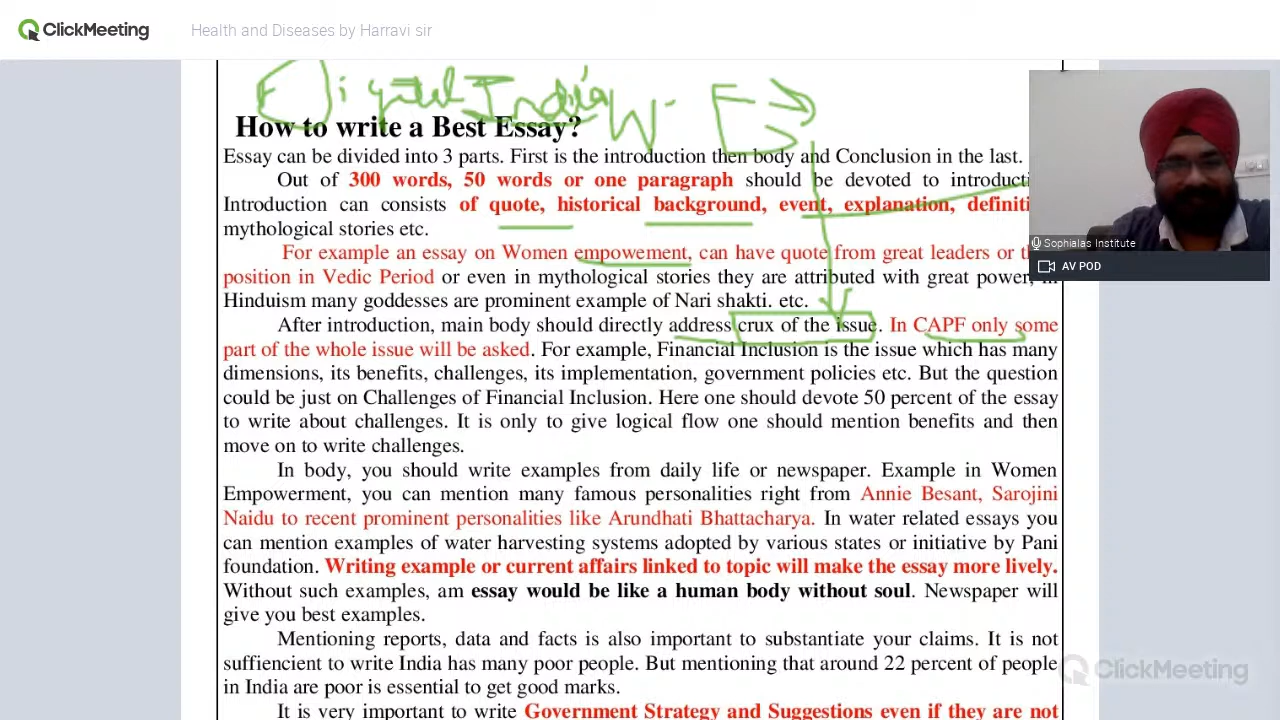 ClickMeeting
Health and Diseases by Harravi sir
Digital India W. E
How to write a Best Essay?
Essay can be divided into 3 parts. First is the introduction then body and Conclusion in the last.
Out of 300 words, 50 words or one paragraph should be devoted to introducti
Introduction can consists of quote, historical background, event, explanation, definiti
mythological stories etc.
For example an essay on Women empowement, can have quote from great leaders or th
position in Vedic Period or even in mythological stories they are attributed with great power, in
Hinduism many goddesses are prominent example of Nari shakti. etc.
After introduction, main body should directly address crux of the issue. In CAPF only some
part of the whole issue will be asked. For example, Financial Inclusion is the issue which has many
dimensions, its benefits, challenges, its implementation, government policies etc. But the question
could be just on Challenges of Financial Inclusion. Here one should devote 50 percent of the essay
to write about challenges. It is only to give logical flow one should mention benefits and then
move on to write challenges.
In body, you should write examples from daily life or newspaper. Example in Women
Empowerment, you can mention many famous personalities right from Annie Besant, Sarojini
Naidu to recent prominent personalities like Arundhati Bhattacharya. In water related essays you
can mention examples of water harvesting systems adopted by various states or initiative by Pani
foundation. Writing example or current affairs linked to topic will make the essay more lively.
Without such examples, am essay would be like a human body without soul. Newspaper will
give you best examples.
Mentioning reports, data and facts is also important to substantiate your claims. It is not
suffiencient to write India has many poor people. But mentioning that around 22 percent of people
in India are poor is essential to get good marks.
It is very important to write Government Strategy and Suggestions even if they are not
Sophialas Institute
AV POD
ClickMeeting